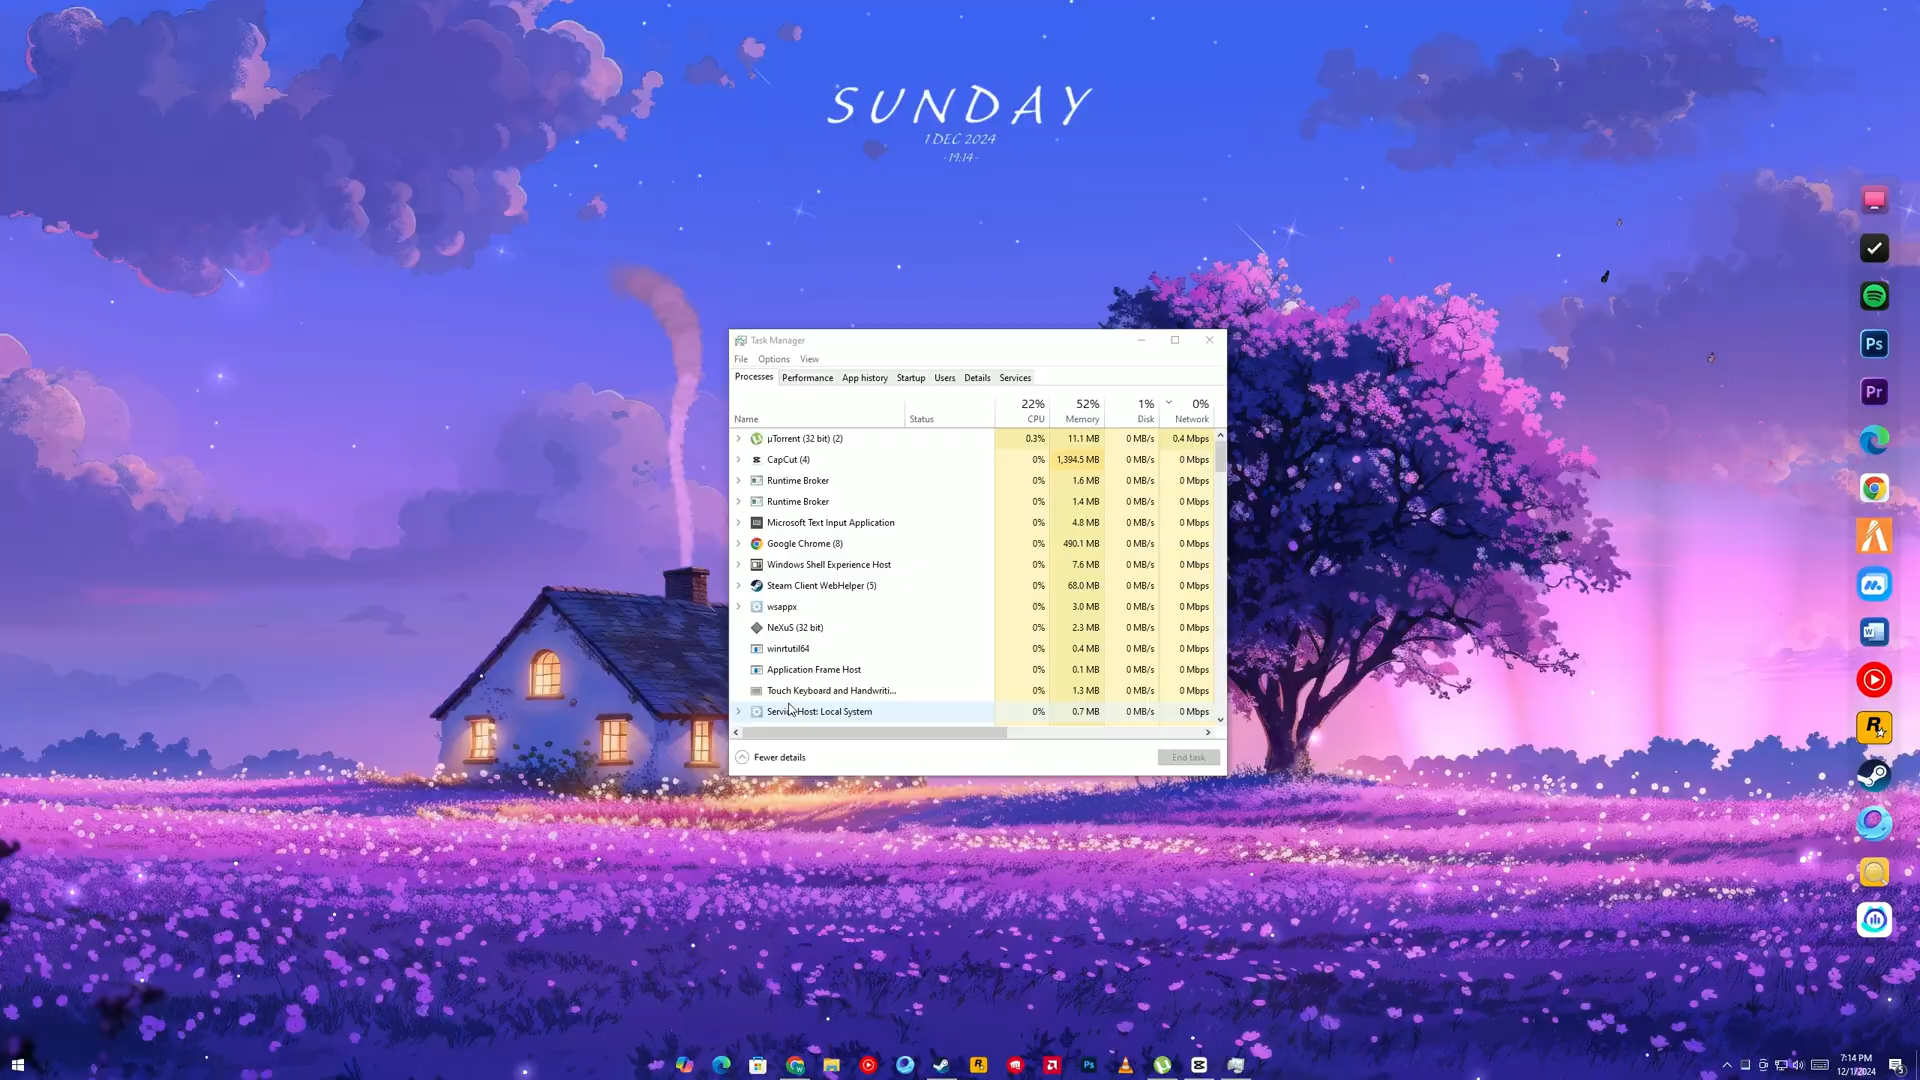 SUNDAY
1 DEC 2024
-19:14-
Task Manager
File Options View
Processes Performance App history Startup Users Details Services
22% 52% 1% 0%
Name Status CPU Memory Disk Network
µTorrent (32 bit) (2) 0.3% 11.1 MB 0 MB/s 0.4 Mbps
CapCut (4) 0% 1,394.5 MB 0 MB/s 0 Mbps
Runtime Broker 0% 1.6 MB 0 MB/s 0 Mbps
Runtime Broker 0% 1.4 MB 0 MB/s 0 Mbps
Microsoft Text Input Application 0% 4.8 MB 0 MB/s 0 Mbps
Google Chrome (8) 0% 490.1 MB 0 MB/s 0 Mbps
Windows Shell Experience Host 0% 7.6 MB 0 MB/s 0 Mbps
Steam Client WebHelper (5) 0% 68.0 MB 0 MB/s 0 Mbps
wsappx 0% 3.0 MB 0 MB/s 0 Mbps
NeXuS (32 bit) 0% 2.3 MB 0 MB/s 0 Mbps
winrtutil64 0% 0.4 MB 0 MB/s 0 Mbps
Application Frame Host 0% 0.1 MB 0 MB/s 0 Mbps
Touch Keyboard and Handwriti... 0% 1.3 MB 0 MB/s 0 Mbps
Service Host: Local System 0% 0.7 MB 0 MB/s 0 Mbps
Fewer details End task
Ps
Pr
W
R
Ps
7:14 PM
12/1/2024
5